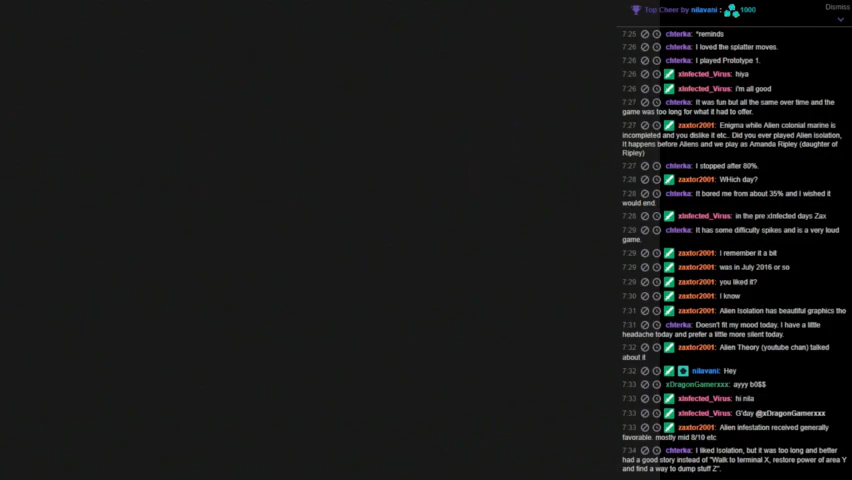 Top Cheer by nilavani : 1000
Dismiss
7:25 chterka: *reminds
7:26 chterka: I loved the splatter moves.
7:26 chterka: I played Prototype 1.
7:26 xInfected_Virus: hiya
7:26 xInfected_Virus: i'm all good
7:27 chterka: It was fun but all the same over time and the
game was too long for what it had to offer.
7:27 zaxtor2001: Enigma while Alien colonial marine is
incompleted and you dislike it etc.. Did you ever played Alien isolation,
It happens before Aliens and we play as Amanda Ripley (daughter of
Ripley)
7:27 chterka: I stopped after 80%.
7:28 zaxtor2001: WHich day?
7:28 chterka: It bored me from about 35% and I wished it
would end.
7:28 xInfected_Virus: in the pre xInfected days Zax
7:29 chterka: It has some difficulty spikes and is a very loud
game.
7:29 zaxtor2001: I remember it a bit
7:29 zaxtor2001: was in July 2016 or so
7:29 zaxtor2001: you liked it?
7:30 zaxtor2001: I know
7:31 zaxtor2001: Alien Isolation has beautiful graphics tho
7:31 chterka: Doesn't fit my mood today. I have a little
headache today and prefer a little more silent today.
7:32 zaxtor2001: Alien Theory (youtube chan) talked
about it
7:32 nilavani: Hey
7:33 xDragonGamerxxx: ayyy b0$$
7:33 xInfected_Virus: hi nila
7:33 xInfected_Virus: G'day @xDragonGamerxxx
7:33 zaxtor2001: Alien infestation received generally
favorable. mostly mid 8/10 etc
7:34 chterka: I liked Isolation, but it was too long and better
had a good story instead of "Walk to terminal X, restore power of area Y
and find a way to dump stuff Z".